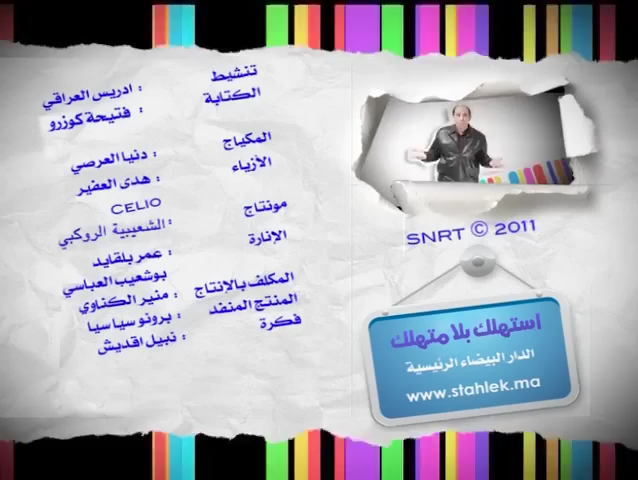 تنشيط : ادريس العراقي
الكتابة : فتيحة كوزرو
المكياج : دنيا العرصي
الأزياء : هدى العفير
CELIO
مونتاج : الشعيبية الروكبي
الإنارة : عمر بلقايد
بوشعيب العباسي
المكلف بالإنتاج : منير الكناوي
المنتج المنفد : برونو سياسيا
فكرة : نبيل اقديش
SNRT © 2011
استهلك بلا متهلك
الدار البيضاء الرئيسية
www.stahlek.ma